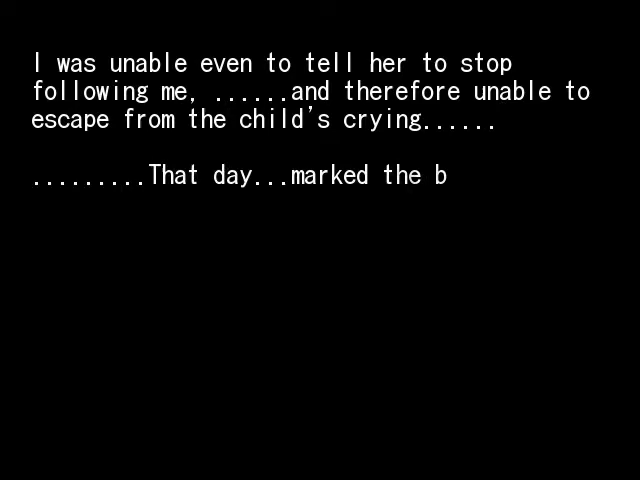 I was unable even to tell her to stop
following me, ......and therefore unable to
escape from the child's crying......
.........That day...marked the b